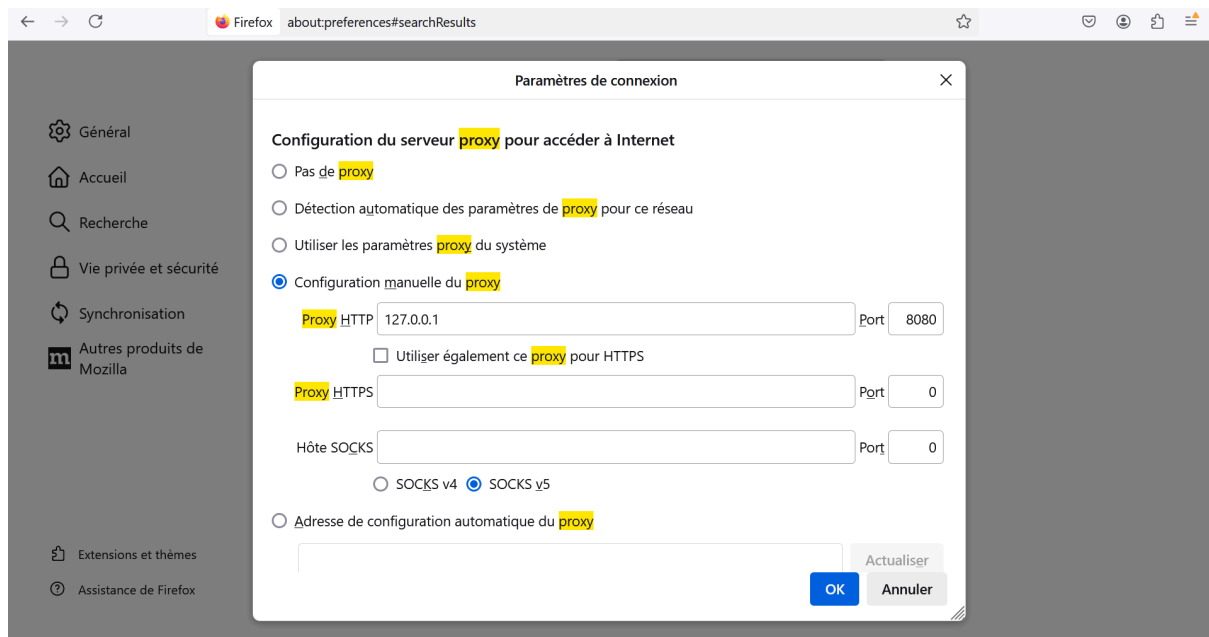 Firefox about:preferences#searchResults
Paramètres de connexion
Général
Accueil
Recherche
Vie privée et sécurité
Synchronisation
m Autres produits de
Mozilla
Extensions et thèmes
Assistance de Firefox
Configuration du serveur proxy pour accéder à Internet
Pas de proxy
Détection automatique des paramètres de proxy pour ce réseau
Utiliser les paramètres proxy du système
Configuration manuelle du proxy
Proxy HTTP 127.0.0.1 Port 8080
Utiliser également ce proxy pour HTTPS
Proxy HTTPS Port 0
Hôte SOCKS Port 0
SOCKS v4 SOCKS v5
Adresse de configuration automatique du proxy
Actualiser
OK Annuler